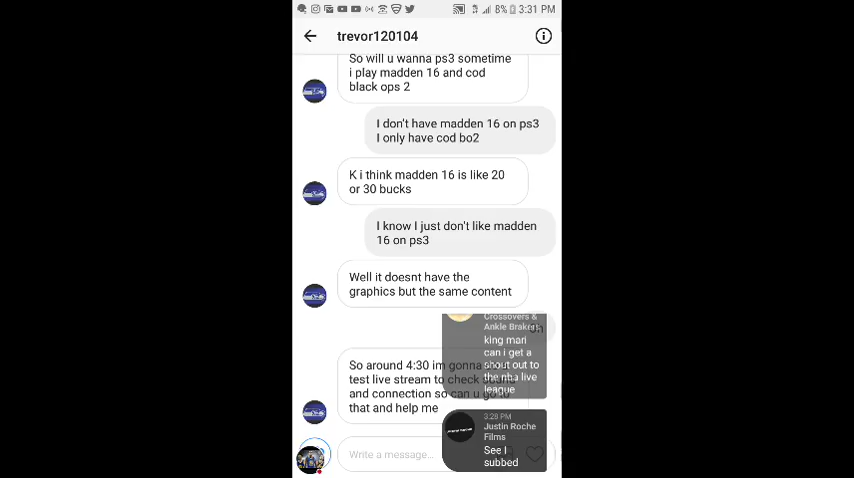 8% 3:31 PM
trevor120104
So will u wanna ps3 sometime
i play madden 16 and cod
black ops 2
I don't have madden 16 on ps3
I only have cod bo2
K i think madden 16 is like 20
or 30 bucks
I know I just don't like madden
16 on ps3
Well it doesnt have the
graphics but the same content
Crossovers &
Ankle Brakers
king mari
can i get a
shout out to
the nba live
league
So around 4:30 im gonna
test live stream to check sound
and connection so can u go to
that and help me
3:28 PM
Justin Roche
Films
See I
subbed
Write a message...